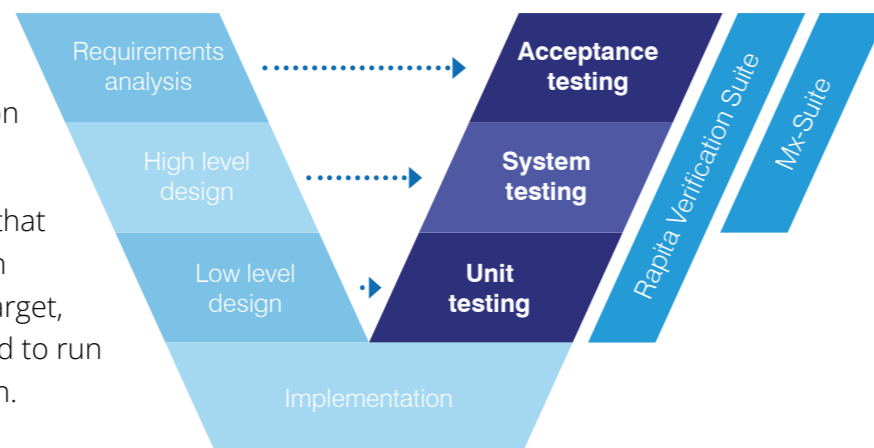 on
that
n
arget,
d to run
n.
Requirements
analysis
Acceptance
testing
High level
design
System
testing
Low level
design
Unit
testing
Implementation
Rapita Verification Suite
Mx-Suite